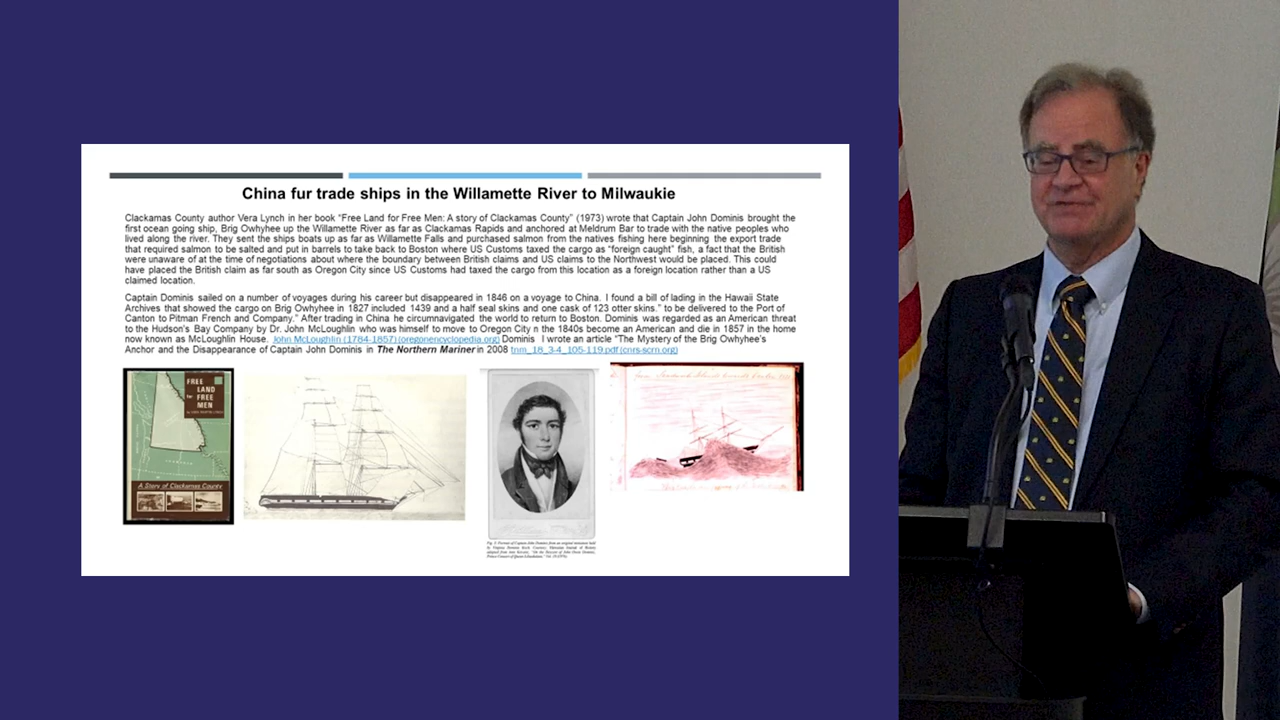 China fur trade ships in the Willamette River to Milwaukie
Clackamas County author Vera Lynch in her book “Free Land for Free Men: A story of Clackamas County” (1973) wrote that Captain John Dominis brought the
first ocean going ship, Brig Owhyhee up the Willamette River as far as Clackamas Rapids and anchored at Meldrum Bar to trade with the native peoples who
lived along the river. They sent the ships boats up as far as Willamette Falls and purchased salmon from the natives fishing here beginning the export trade
that required salmon to be salted and put in barrels to take back to Boston where US Customs taxed the cargo as “foreign caught” fish, a fact that the British
were unaware of at the time of negotiations about where the boundary between British claims and US claims to the Northwest would be placed. This could
have placed the British claim as far south as Oregon City since US Customs had taxed the cargo from this location as a foreign location rather than a US
claimed location.
Captain Dominis sailed on a number of voyages during his career but disappeared in 1846 on a voyage to China. I found a bill of lading in the Hawaii State
Archives that showed the cargo on Brig Owhyhee in 1827 included 1439 and a half seal skins and one cask of 123 otter skins.” to be delivered to the Port of
Canton to Pitman French and Company.” After trading in China he circumnavigated the world to return to Boston. Dominis was regarded as an American threat
to the Hudson’s Bay Company by Dr. John McLoughlin who was himself to move to Oregon City n the 1840s become an American and die in 1857 in the home
now known as McLoughlin House. John McLoughlin (1784-1857) (oregonencyclopedia.org) Dominis I wrote an article “The Mystery of the Brig Owhyhee’s
Anchor and the Disappearance of Captain John Dominis in The Northern Mariner in 2008 tnm_18_3-4_105-119.pdf (cnrs-scrn.org)
FREE
LAND
for FREE
MEN
A Story of Clackamas County